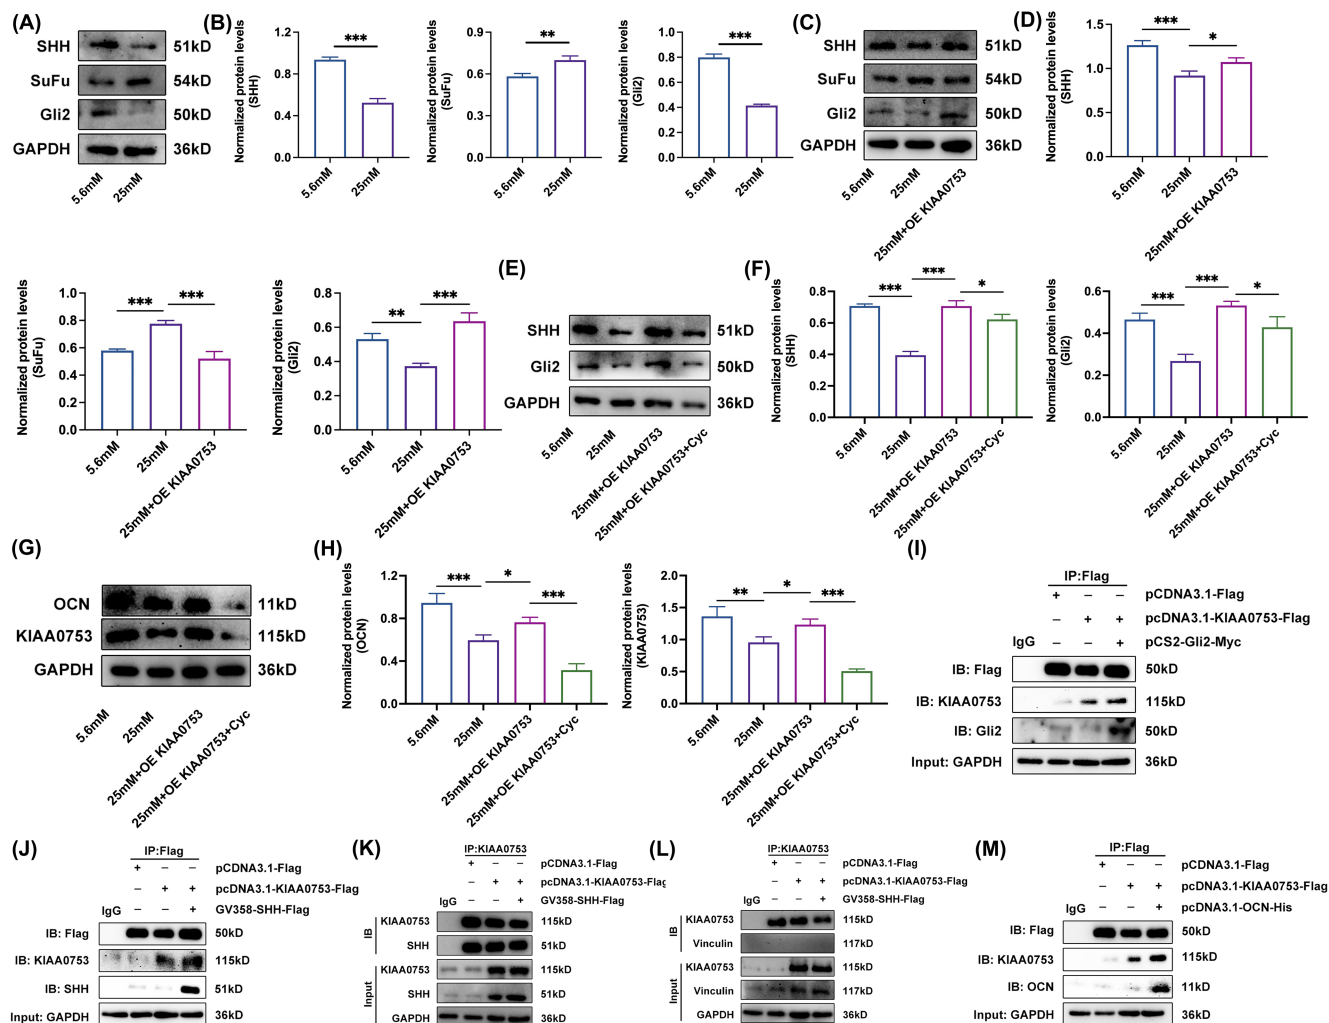 (A)
SHH 51kD
SuFu 54kD
Gli2 50kD
GAPDH 36kD
5.6mM 25mM
(B)
Normalized protein levels
(SHH)
1.2
0.8
0.4
0.0
***
5.6mM 25mM
Normalized protein levels
(SuFu)
0.9
0.6
0.3
0.0
**
5.6mM 25mM
Normalized protein levels
(Gli2)
1.0
0.8
0.6
0.4
0.2
0.0
***
5.6mM 25mM
(C)
SHH 51kD
SuFu 54kD
Gli2 50kD
GAPDH 36kD
5.6mM 25mM 25mM+OE KIAA0753
(D)
Normalized protein levels
(SHH)
1.5
1.0
0.5
0.0
*** *
5.6mM 25mM 25mM+OE KIAA0753
Normalized protein levels
(SuFu)
1.0
0.8
0.6
0.4
0.2
0.0
*** ***
5.6mM 25mM 25mM+OE KIAA0753
Normalized protein levels
(Gli2)
0.8
0.6
0.4
0.2
0.0
** ***
5.6mM 25mM 25mM+OE KIAA0753
(E)
SHH 51kD
Gli2 50kD
GAPDH 36kD
5.6mM 25mM 25mM+OE KIAA0753 25mM+OE KIAA0753+Cyc
(F)
Normalized protein levels
(SHH)
0.8
0.6
0.4
0.2
0.0
*** *** *
5.6mM 25mM 25mM+OE KIAA0753 25mM+OE KIAA0753+Cyc
Normalized protein levels
(Gli2)
0.6
0.4
0.2
0.0
*** *** *
5.6mM 25mM 25mM+OE KIAA0753 25mM+OE KIAA0753+Cyc
(G)
OCN 11kD
KIAA0753 115kD
GAPDH 36kD
5.6mM 25mM 25mM+OE KIAA0753 25mM+OE KIAA0753+Cyc
(H)
Normalized protein levels
(OCN)
1.2
0.8
0.4
0.0
*** * ***
5.6mM 25mM 25mM+OE KIAA0753 25mM+OE KIAA0753+Cyc
Normalized protein levels
(KIAA0753)
2.0
1.5
1.0
0.5
0.0
** * ***
5.6mM 25mM 25mM+OE KIAA0753 25mM+OE KIAA0753+Cyc
(I)
IP:Flag
+ − − pCDNA3.1-Flag
− + + pcDNA3.1-KIAA0753-Flag
IgG − − + pCS2-Gli2-Myc
IB: Flag 50kD
IB: KIAA0753 115kD
IB: Gli2 50kD
Input: GAPDH 36kD
(J)
IP:Flag
+ − − pCDNA3.1-Flag
− + + pcDNA3.1-KIAA0753-Flag
IgG − − + GV358-SHH-Flag
IB: Flag 50kD
IB: KIAA0753 115kD
IB: SHH 51kD
Input: GAPDH 36kD
(K)
IP:KIAA0753
+ − − pCDNA3.1-Flag
− + + pcDNA3.1-KIAA0753-Flag
IgG − − + GV358-SHH-Flag
IB
KIAA0753 115kD
SHH 51kD
Input
KIAA0753 115kD
SHH 51kD
GAPDH 36kD
(L)
IP:KIAA0753
+ − − pCDNA3.1-Flag
− + + pcDNA3.1-KIAA0753-Flag
IgG − − + GV358-SHH-Flag
IB
KIAA0753 115kD
Vinculin 117kD
Input
KIAA0753 115kD
Vinculin 117kD
GAPDH 36kD
(M)
IP:Flag
+ − − pCDNA3.1-Flag
− + + pcDNA3.1-KIAA0753-Flag
IgG − − + pcDNA3.1-OCN-His
IB: Flag 50kD
IB: KIAA0753 115kD
IB: OCN 11kD
Input: GAPDH 36kD